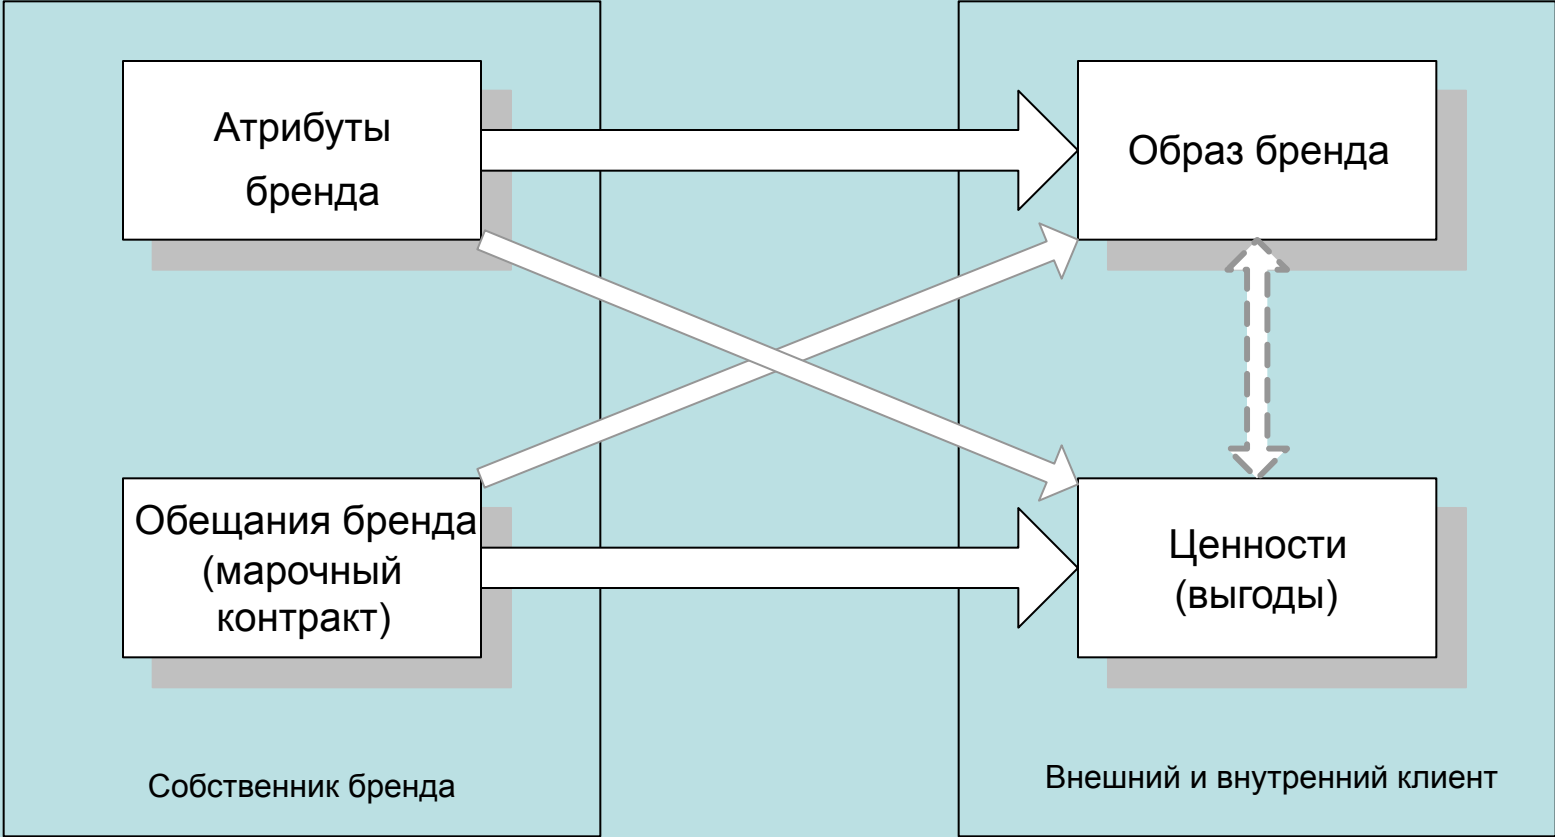 Атрибуты
бренда
Образ бренда
Обещания бренда
(марочный
контракт)
Ценности
(выгоды)
Собственник бренда
Внешний и внутренний клиент